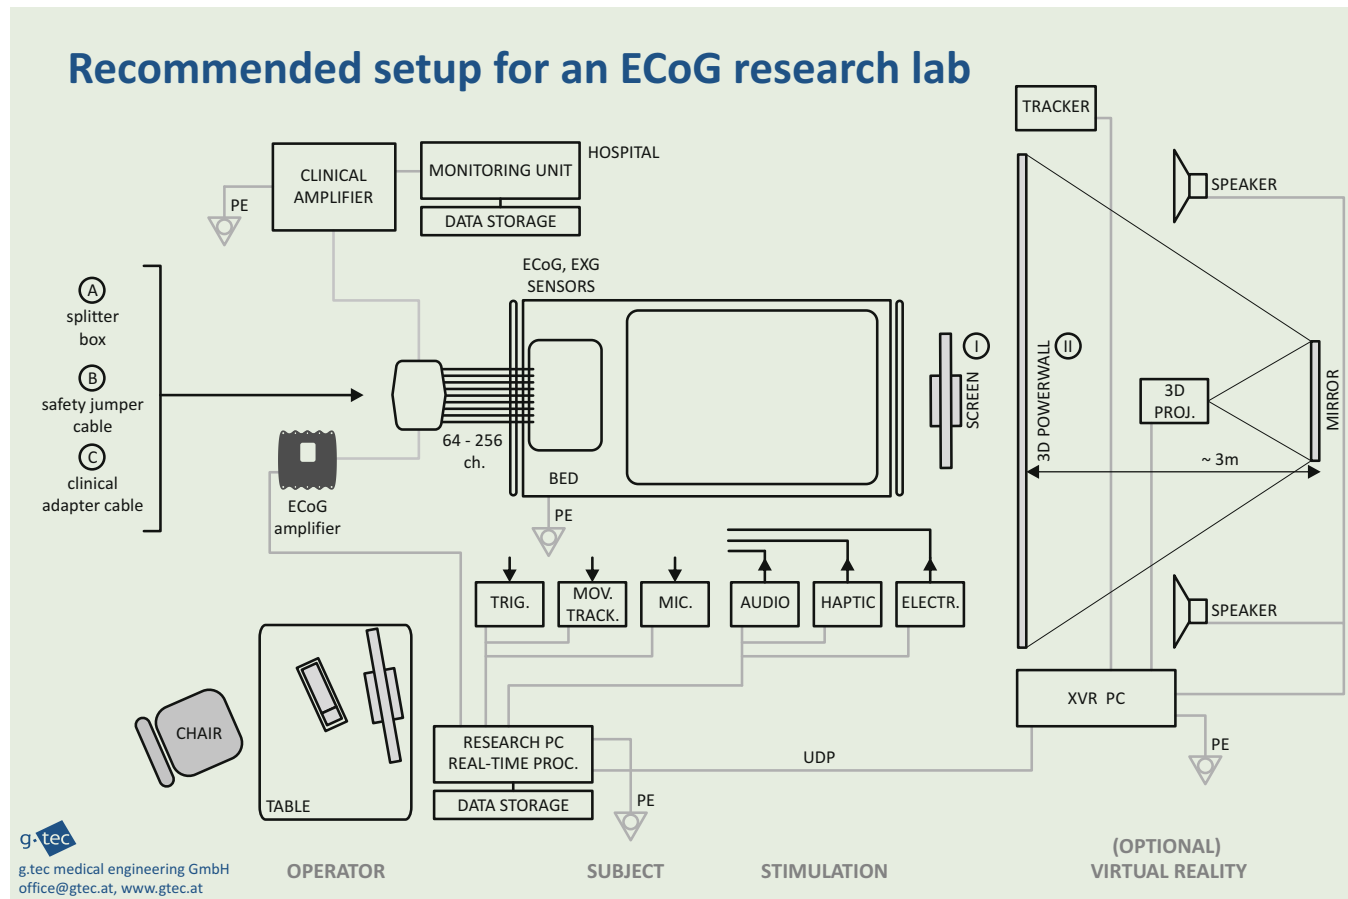 Recommended setup for an ECoG research lab
TRACKER
CLINICAL
AMPLIFIER
MONITORING UNIT
HOSPITAL
DATA STORAGE
PE
SPEAKER
ECoG, EXG
SENSORS
A
splitter
box
B
safety jumper
cable
C
clinical
adapter cable
64 - 256
ch.
ECoG
amplifier
BED
PE
I
SCREEN
II
3D POWERWALL
3D
PROJ.
MIRROR
~ 3m
TRIG.
MOV.
TRACK.
MIC.
AUDIO
HAPTIC
ELECTR.
SPEAKER
CHAIR
TABLE
RESEARCH PC
REAL-TIME PROC.
DATA STORAGE
PE
UDP
XVR PC
PE
g.tec
g.tec medical engineering GmbH
office@gtec.at, www.gtec.at
OPERATOR
SUBJECT
STIMULATION
(OPTIONAL)
VIRTUAL REALITY